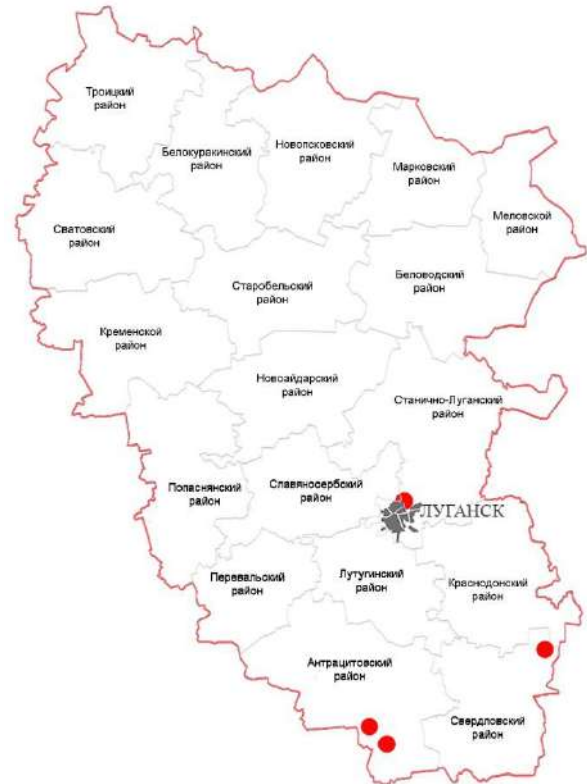 Троицкий
район
Белокуракинский
район
Новопсковский
район
Марковский
район
Меловской
район
Сватовский
район
Старобельский
район
Беловодский
район
Кременской
район
Новоайдарский
район
Станично-Луганский
район
Попаснянский
район
Славяносербский
район
ЛУГАНСК
Перевальский
район
Лутугинский
район
Краснодонский
район
Антрацитовский
район
Свердловский
район